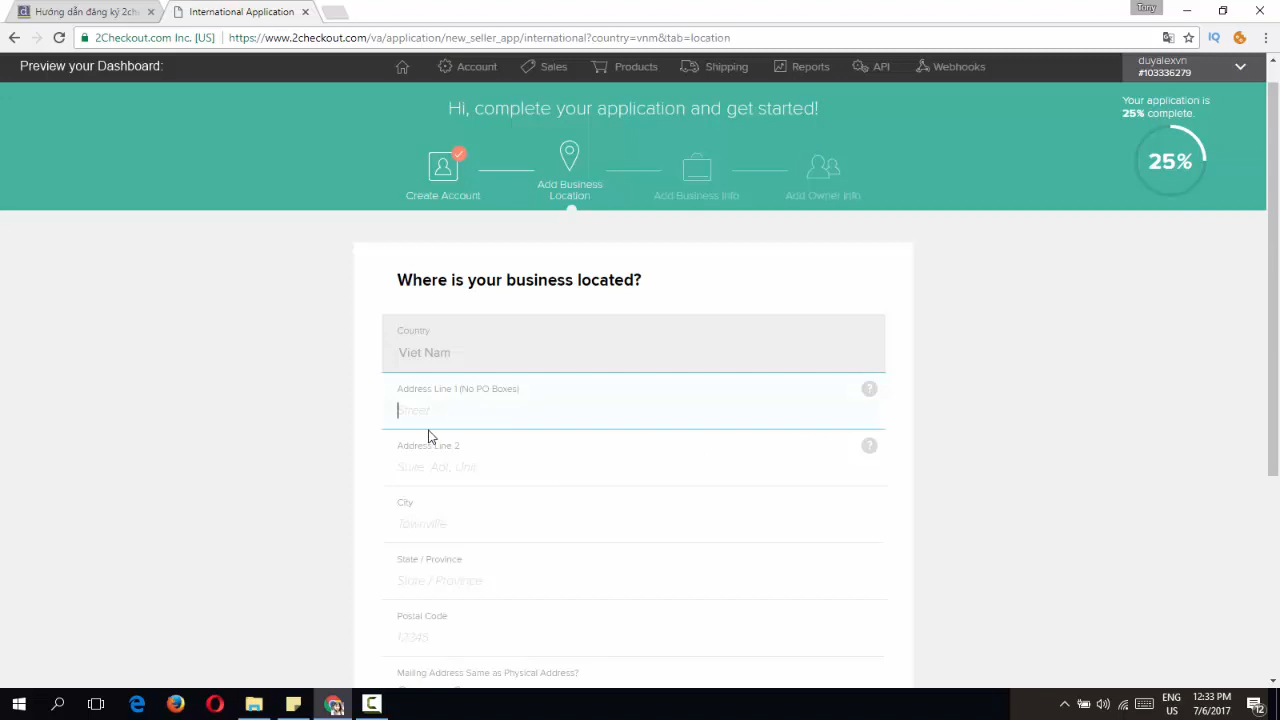 Hướng dẫn đăng ký 2che
International Application
Tony
2Checkout.com Inc. [US]
https://www.2checkout.com/va/application/new_seller_app/international?country=vnm&tab=location
Preview your Dashboard:
Account
Sales
Products
Shipping
Reports
API
Webhooks
duyalexvn
#103336279
Hi, complete your application and get started!
Your application is
25% complete.
25%
Create Account
Add Business
Location
Add Business Info
Add Owner Info
Where is your business located?
Country
Viet Nam
Address Line 1 (No PO Boxes)
?
Street
Address Line 2
?
Suite, Apt, Unit
City
Townville
State / Province
State / Province
Postal Code
12345
Mailing Address Same as Physical Address?
ENG
US
12:33 PM
7/6/2017
12